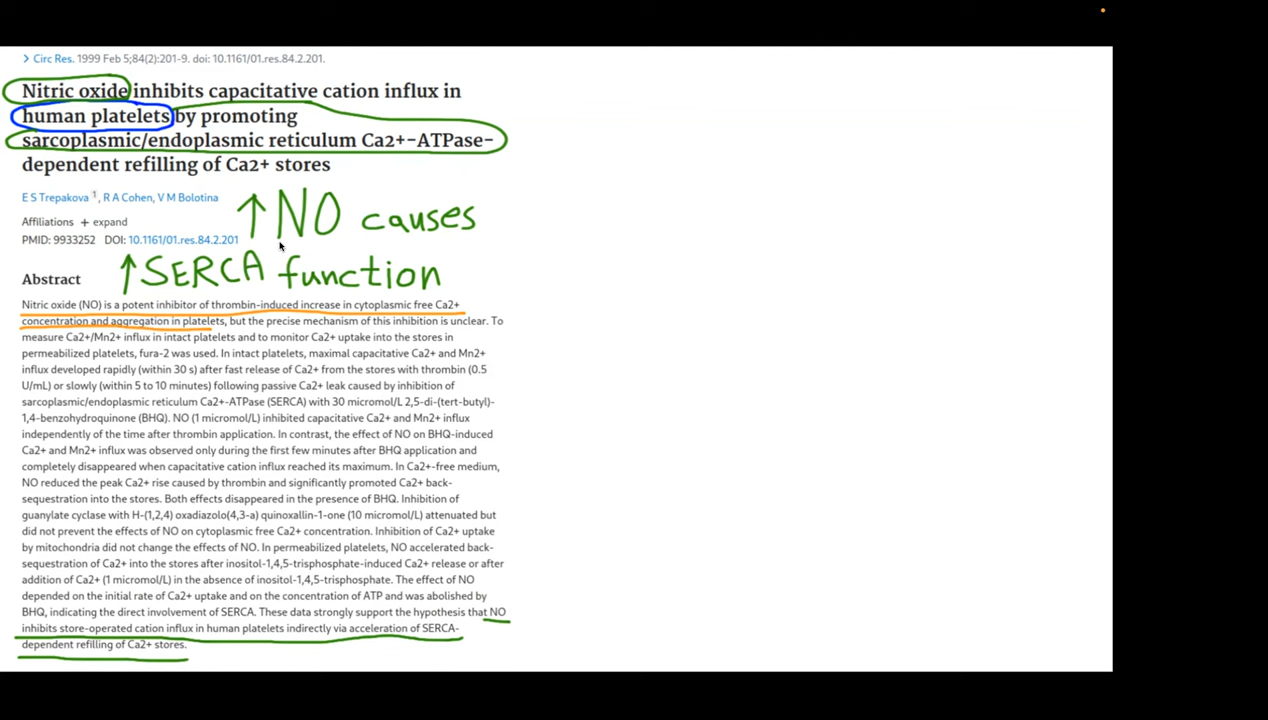 > Circ Res. 1999 Feb 5;84(2):201-9. doi: 10.1161/01.res.84.2.201.
Nitric oxide inhibits capacitative cation influx in
human platelets by promoting
sarcoplasmic/endoplasmic reticulum Ca2+-ATPase-
dependent refilling of Ca2+ stores
E S Trepakova 1, R A Cohen, V M Bolotina
↑ NO causes
Affiliations + expand
PMID: 9933252 DOI: 10.1161/01.res.84.2.201
↑ SERCA function
Abstract
Nitric oxide (NO) is a potent inhibitor of thrombin-induced increase in cytoplasmic free Ca2+
concentration and aggregation in platelets, but the precise mechanism of this inhibition is unclear. To
measure Ca2+/Mn2+ influx in intact platelets and to monitor Ca2+ uptake into the stores in
permeabilized platelets, fura-2 was used. In intact platelets, maximal capacitative Ca2+ and Mn2+
influx developed rapidly (within 30 s) after fast release of Ca2+ from the stores with thrombin (0.5
U/mL) or slowly (within 5 to 10 minutes) following passive Ca2+ leak caused by inhibition of
sarcoplasmic/endoplasmic reticulum Ca2+-ATPase (SERCA) with 30 micromol/L 2,5-di-(tert-butyl)-
1,4-benzohydroquinone (BHQ). NO (1 micromol/L) inhibited capacitative Ca2+ and Mn2+ influx
independently of the time after thrombin application. In contrast, the effect of NO on BHQ-induced
Ca2+ and Mn2+ influx was observed only during the first few minutes after BHQ application and
completely disappeared when capacitative cation influx reached its maximum. In Ca2+-free medium,
NO reduced the peak Ca2+ rise caused by thrombin and significantly promoted Ca2+ back-
sequestration into the stores. Both effects disappeared in the presence of BHQ. Inhibition of
guanylate cyclase with H-(1,2,4) oxadiazolo(4,3-a) quinoxallin-1-one (10 micromol/L) attenuated but
did not prevent the effects of NO on cytoplasmic free Ca2+ concentration. Inhibition of Ca2+ uptake
by mitochondria did not change the effects of NO. In permeabilized platelets, NO accelerated back-
sequestration of Ca2+ into the stores after inositol-1,4,5-trisphosphate-induced Ca2+ release or after
addition of Ca2+ (1 micromol/L) in the absence of inositol-1,4,5-trisphosphate. The effect of NO
depended on the initial rate of Ca2+ uptake and on the concentration of ATP and was abolished by
BHQ, indicating the direct involvement of SERCA. These data strongly support the hypothesis that NO
inhibits store-operated cation influx in human platelets indirectly via acceleration of SERCA-
dependent refilling of Ca2+ stores.